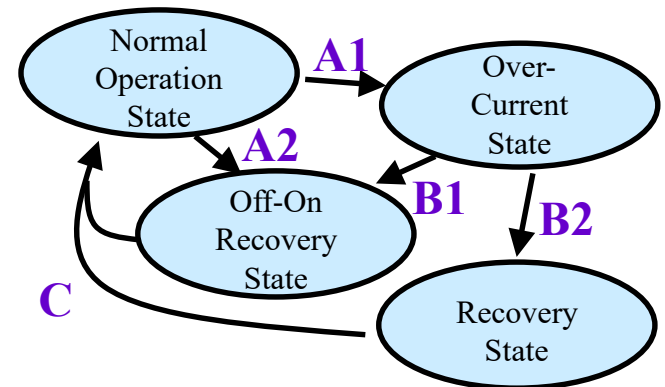 Normal
Operation
State
A1
Over-
Current
State
A2
B1
B2
Off-On
Recovery
State
C
Recovery
State